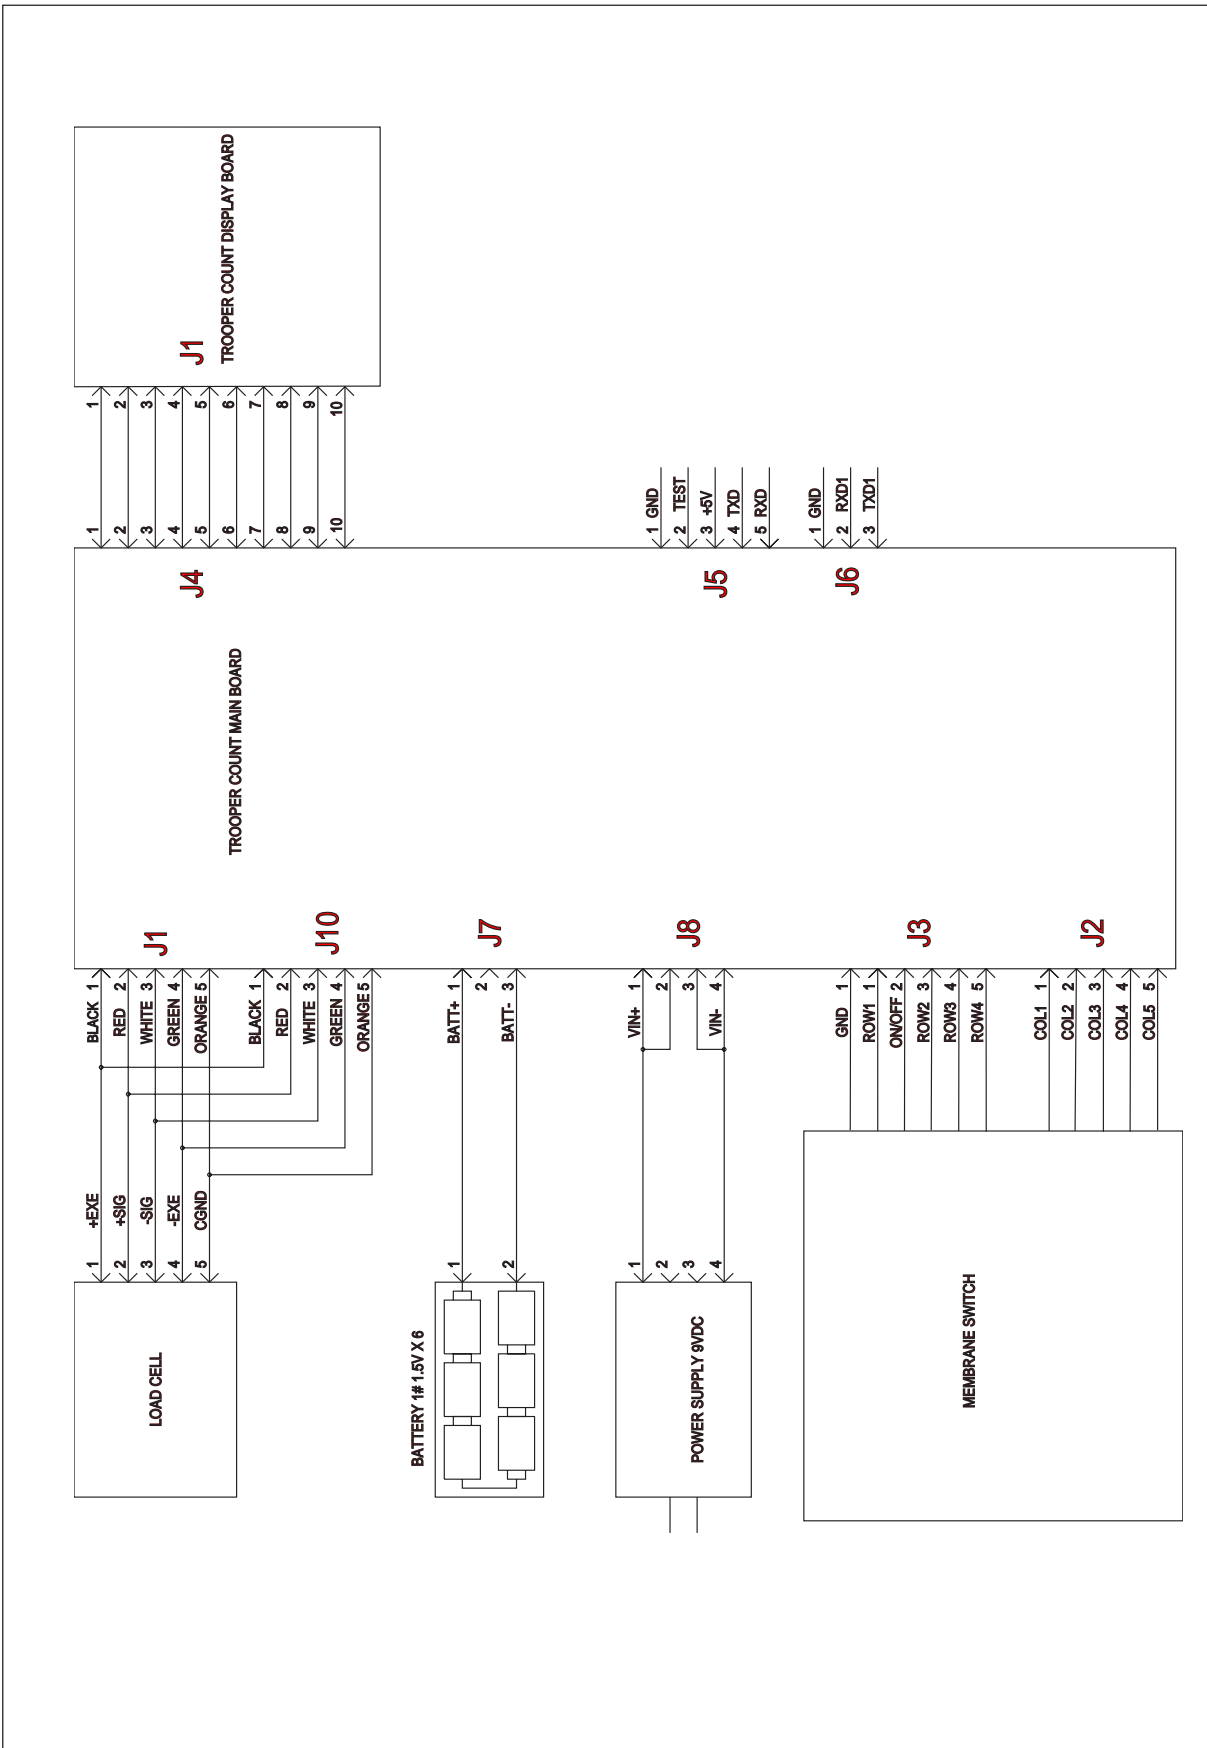 LOAD CELL
1 +EXE BLACK 1
2 +SIG RED 2
3 -SIG WHITE 3
4 -EXE GREEN 4
5 CGND ORANGE 5
J1
BLACK 1
RED 2
WHITE 3
GREEN 4
ORANGE 5
J10
BATTERY 1# 1.5V X 6
1 BATT+ 1
2
2 BATT- 3
J7
POWER SUPPLY 9VDC
1 VIN+ 1
2 2
3 3
4 VIN- 4
J8
MEMBRANE SWITCH
GND 1
ROW1 1
ON/OFF 2
ROW2 3
ROW3 4
ROW4 5
J3
COL1 1
COL2 2
COL3 3
COL4 4
COL5 5
J2
TROOPER COUNT MAIN BOARD
J4
1 1
2 2
3 3
4 4
5 5
6 6
7 7
8 8
9 9
10 10
J1
TROOPER COUNT DISPLAY BOARD
J5
1 GND
2 TEST
3 +5V
4 TXD
5 RXD
J6
1 GND
2 RXD1
3 TXD1